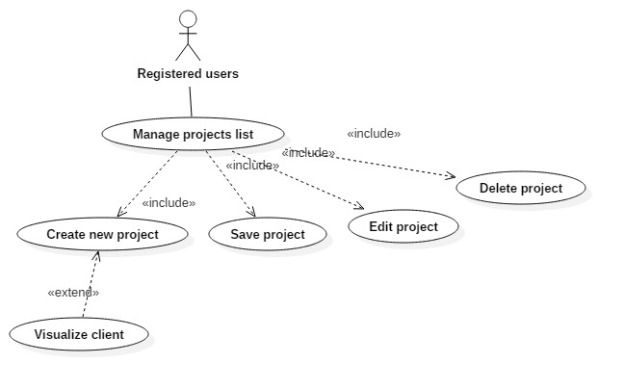 Registered users
Manage projects list
«include»
«include»
«include»
Delete project
«include»
Create new project
Save project
Edit project
«extend»
Visualize client